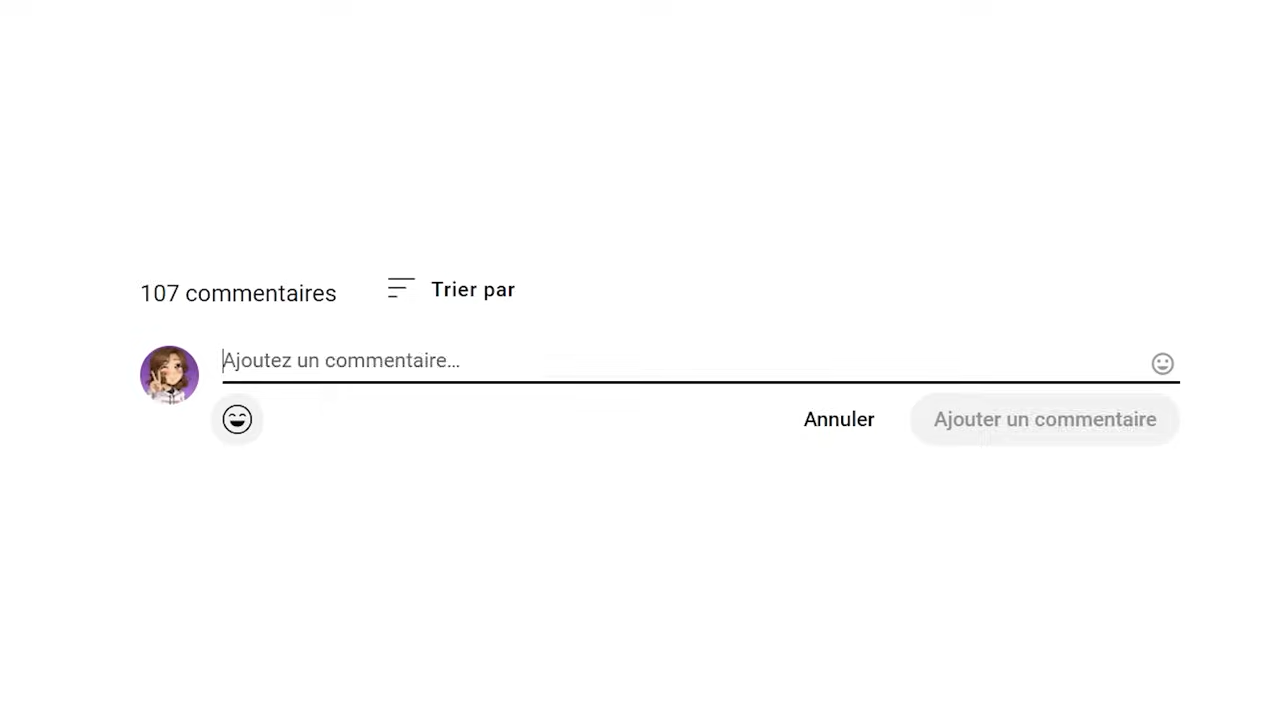 107 commentaires
Trier par
Ajoutez un commentaire...
Annuler
Ajouter un commentaire